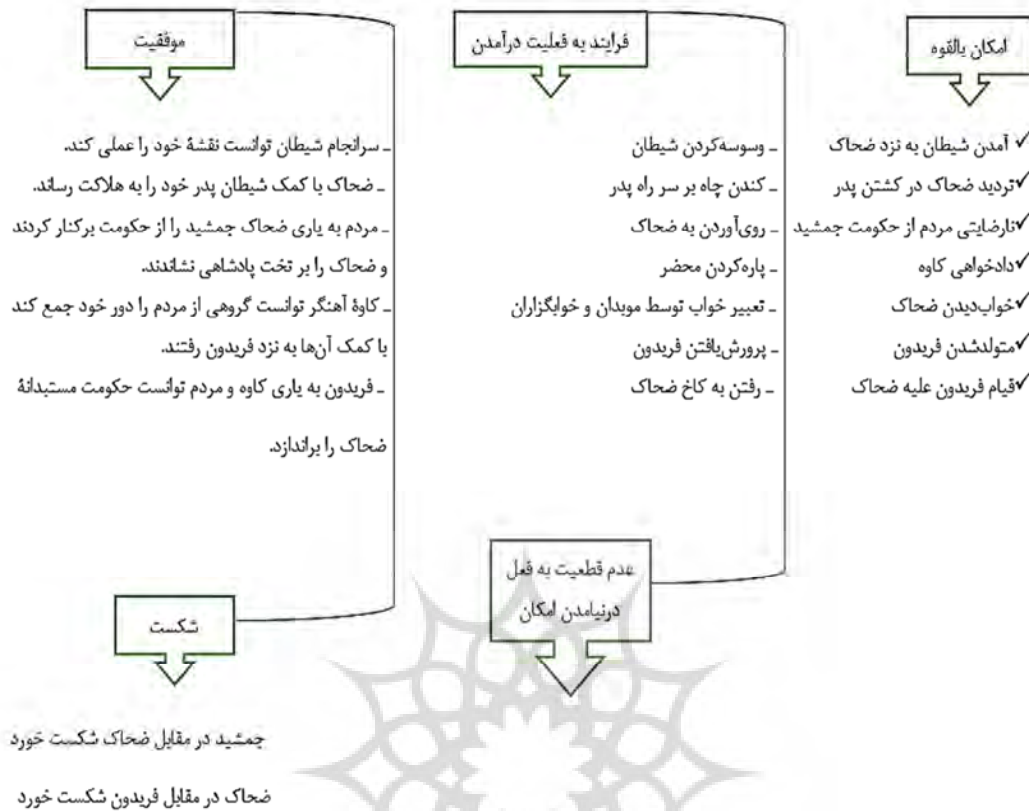 امکان بالقوه
✓ آمدن شیطان به نزد ضحاک
✓تردید ضحاک در کشتن پدر
✓نارضایتی مردم از حکومت جمشید
✓دادخواهی کاوه
✓خواب‌دیدن ضحاک
✓متولدشدن فریدون
✓قیام فریدون علیه ضحاک
فرایند به فعلیت درآمدن
ـ وسوسه‌کردن شیطان
ـ کندن چاه بر سر راه پدر
ـ روی‌آوردن به ضحاک
ـ پاره‌کردن محضر
ـ تعبیر خواب توسط موبدان و خوابگزاران
ـ پرورش‌یافتن فریدون
ـ رفتن به کاخ ضحاک
عدم قطعیت به فعل
درنیامدن امکان
موفقیت
ـ سرانجام شیطان توانست نقشهٔ خود را عملی کند.
ـ ضحاک با کمک شیطان پدر خود را به هلاکت رساند.
ـ مردم به یاری ضحاک جمشید را از حکومت برکنار کردند
و ضحاک را بر تخت پادشاهی نشاندند.
ـ کاوهٔ آهنگر توانست گروهی از مردم را دور خود جمع کند
با کمک آن‌ها به نزد فریدون رفتند.
ـ فریدون به یاری کاوه و مردم توانست حکومت مستبدانهٔ
ضحاک را براندازد.
شکست
جمشید در مقابل ضحاک شکست خورد
ضحاک در مقابل فریدون شکست خورد